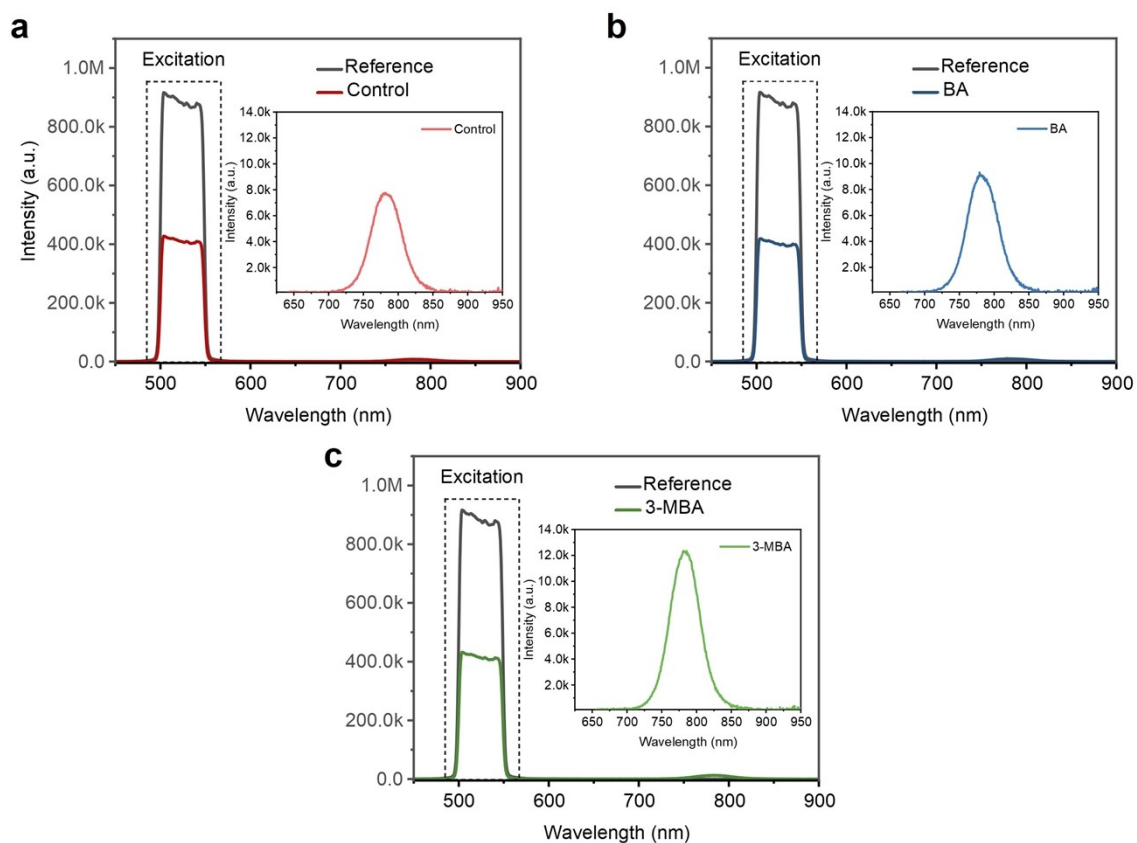 a
Excitation
Reference
Control
1.0M
800.0k
600.0k
400.0k
200.0k
0.0
Intensity (a.u.)
500
600
700
800
900
Wavelength (nm)
Control
14.0k
12.0k
10.0k
8.0k
6.0k
4.0k
2.0k
Intensity (a.u.)
650
700
750
800
850
900
950
Wavelength (nm)
b
Excitation
Reference
BA
1.0M
800.0k
600.0k
400.0k
200.0k
0.0
500
600
700
800
900
Wavelength (nm)
BA
14.0k
12.0k
10.0k
8.0k
6.0k
4.0k
2.0k
Intensity (a.u.)
650
700
750
800
850
900
950
Wavelength (nm)
c
Excitation
Reference
3-MBA
1.0M
800.0k
600.0k
400.0k
200.0k
0.0
500
600
700
800
900
Wavelength (nm)
3-MBA
14.0k
12.0k
10.0k
8.0k
6.0k
4.0k
2.0k
Intensity (a.u.)
650
700
750
800
850
900
950
Wavelength (nm)